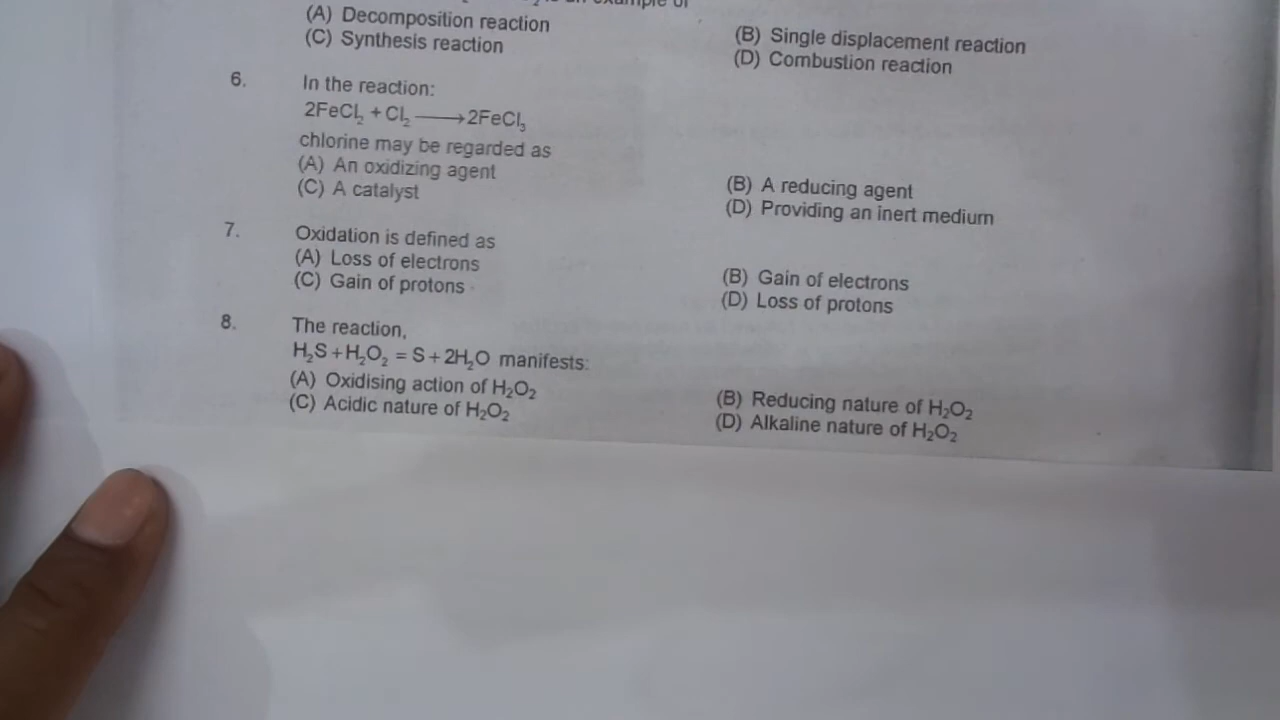 an example of
(A) Decomposition reaction (B) Single displacement reaction
(C) Synthesis reaction (D) Combustion reaction
6. In the reaction:
2FeCl₂ + Cl₂ ⟶ 2FeCl₃
chlorine may be regarded as
(A) An oxidizing agent (B) A reducing agent
(C) A catalyst (D) Providing an inert medium
7. Oxidation is defined as
(A) Loss of electrons (B) Gain of electrons
(C) Gain of protons (D) Loss of protons
8. The reaction,
H₂S + H₂O₂ = S + 2H₂O manifests:
(A) Oxidising action of H₂O₂ (B) Reducing nature of H₂O₂
(C) Acidic nature of H₂O₂ (D) Alkaline nature of H₂O₂